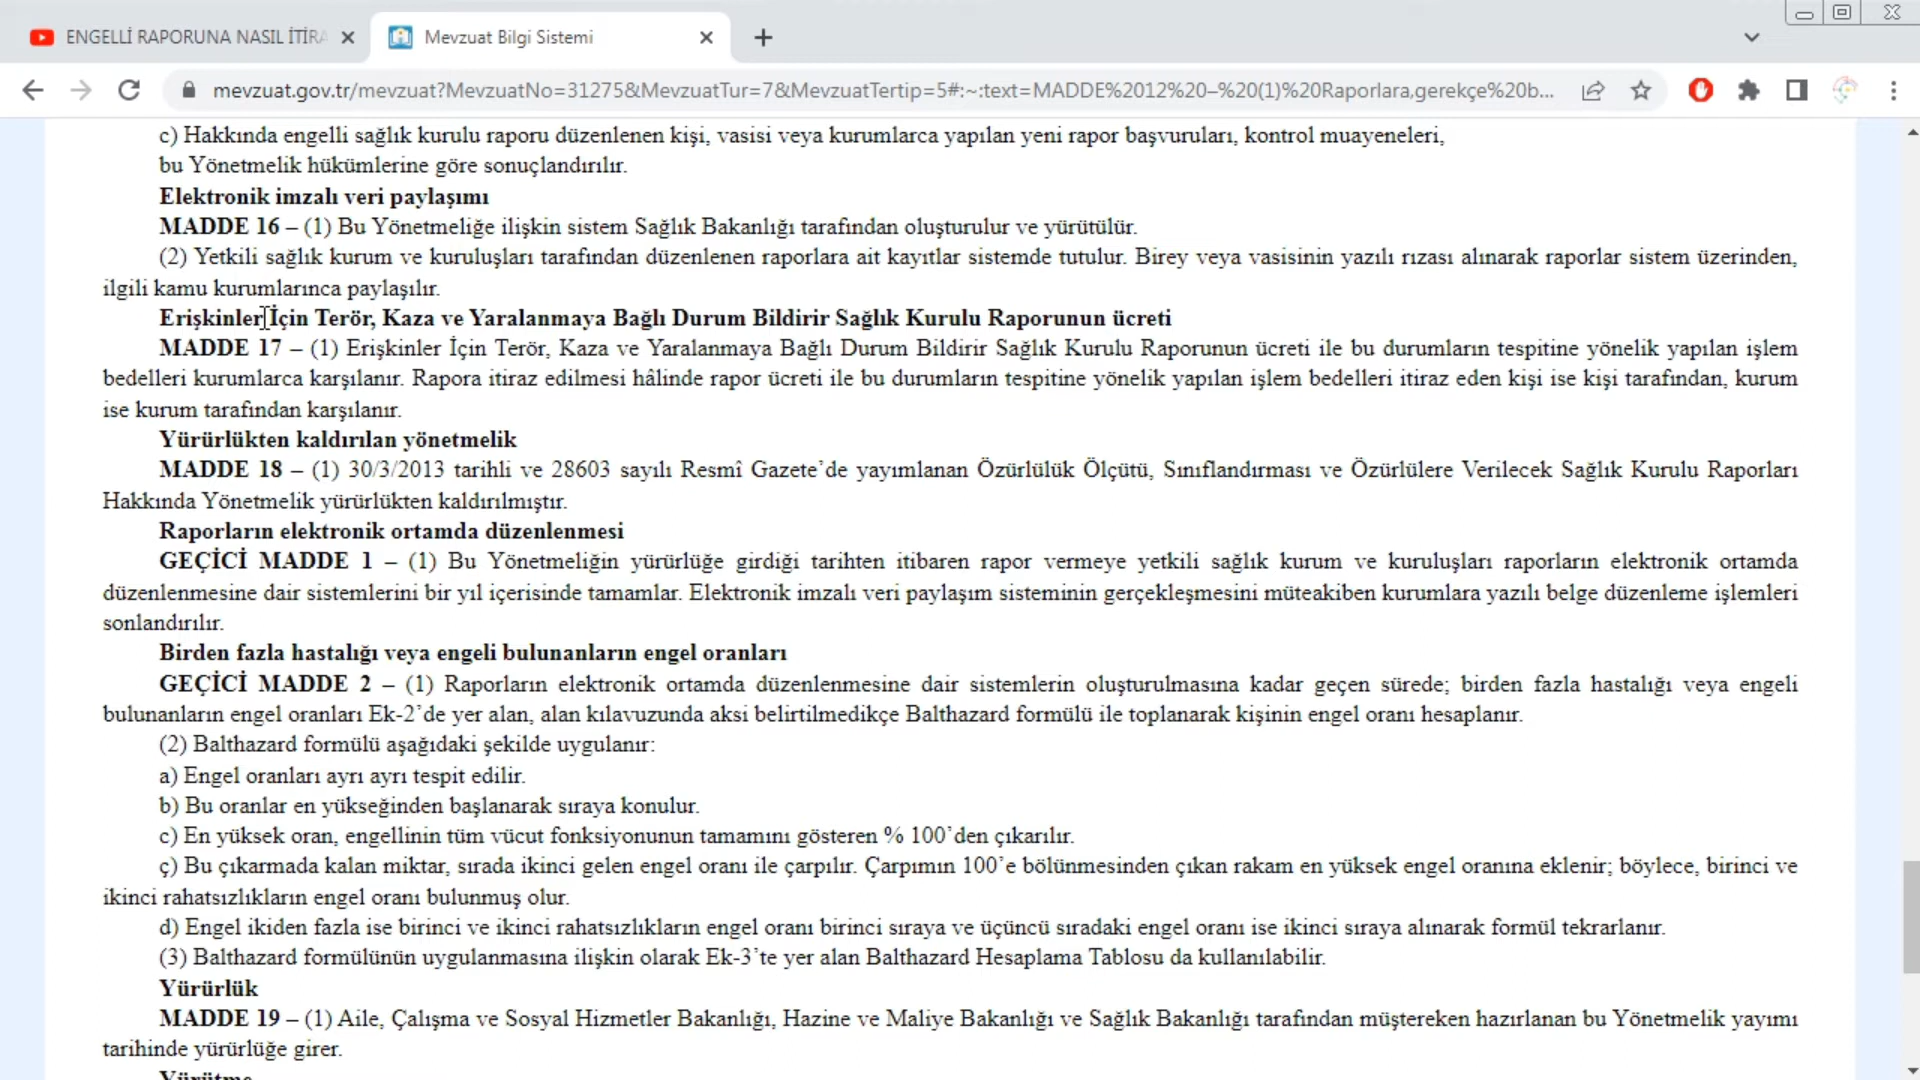 ENGELLİ RAPORUNA NASIL İTİRA
Mevzuat Bilgi Sistemi
mevzuat.gov.tr/mevzuat?MevzuatNo=31275&MevzuatTur=7&MevzuatTertip=5#:~:text=MADDE%2012%20–%20(1)%20Raporlara,gerekçe%20b...
c) Hakkında engelli sağlık kurulu raporu düzenlenen kişi, vasisi veya kurumlarca yapılan yeni rapor başvuruları, kontrol muayeneleri,
bu Yönetmelik hükümlerine göre sonuçlandırılır.
Elektronik imzalı veri paylaşımı
MADDE 16 – (1) Bu Yönetmeliğe ilişkin sistem Sağlık Bakanlığı tarafından oluşturulur ve yürütülür.
(2) Yetkili sağlık kurum ve kuruluşları tarafından düzenlenen raporlara ait kayıtlar sistemde tutulur. Birey veya vasisinin yazılı rızası alınarak raporlar sistem üzerinden,
ilgili kamu kurumlarınca paylaşılır.
Erişkinler İçin Terör, Kaza ve Yaralanmaya Bağlı Durum Bildirir Sağlık Kurulu Raporunun ücreti
MADDE 17 – (1) Erişkinler İçin Terör, Kaza ve Yaralanmaya Bağlı Durum Bildirir Sağlık Kurulu Raporunun ücreti ile bu durumların tespitine yönelik yapılan işlem
bedelleri kurumlarca karşılanır. Rapora itiraz edilmesi hâlinde rapor ücreti ile bu durumların tespitine yönelik yapılan işlem bedelleri itiraz eden kişi ise kişi tarafından, kurum
ise kurum tarafından karşılanır.
Yürürlükten kaldırılan yönetmelik
MADDE 18 – (1) 30/3/2013 tarihli ve 28603 sayılı Resmî Gazete’de yayımlanan Özürlülük Ölçütü, Sınıflandırması ve Özürlülere Verilecek Sağlık Kurulu Raporları
Hakkında Yönetmelik yürürlükten kaldırılmıştır.
Raporların elektronik ortamda düzenlenmesi
GEÇİCİ MADDE 1 – (1) Bu Yönetmeliğin yürürlüğe girdiği tarihten itibaren rapor vermeye yetkili sağlık kurum ve kuruluşları raporların elektronik ortamda
düzenlenmesine dair sistemlerini bir yıl içerisinde tamamlar. Elektronik imzalı veri paylaşım sisteminin gerçekleşmesini müteakiben kurumlara yazılı belge düzenleme işlemleri
sonlandırılır.
Birden fazla hastalığı veya engeli bulunanların engel oranları
GEÇİCİ MADDE 2 – (1) Raporların elektronik ortamda düzenlenmesine dair sistemlerin oluşturulmasına kadar geçen sürede; birden fazla hastalığı veya engeli
bulunanların engel oranları Ek-2’de yer alan, alan kılavuzunda aksi belirtilmedikçe Balthazard formülü ile toplanarak kişinin engel oranı hesaplanır.
(2) Balthazard formülü aşağıdaki şekilde uygulanır:
a) Engel oranları ayrı ayrı tespit edilir.
b) Bu oranlar en yükseğinden başlanarak sıraya konulur.
c) En yüksek oran, engellinin tüm vücut fonksiyonunun tamamını gösteren % 100’den çıkarılır.
ç) Bu çıkarmada kalan miktar, sırada ikinci gelen engel oranı ile çarpılır. Çarpımın 100’e bölünmesinden çıkan rakam en yüksek engel oranına eklenir; böylece, birinci ve
ikinci rahatsızlıkların engel oranı bulunmuş olur.
d) Engel ikiden fazla ise birinci ve ikinci rahatsızlıkların engel oranı birinci sıraya ve üçüncü sıradaki engel oranı ise ikinci sıraya alınarak formül tekrarlanır.
(3) Balthazard formülünün uygulanmasına ilişkin olarak Ek-3’te yer alan Balthazard Hesaplama Tablosu da kullanılabilir.
Yürürlük
MADDE 19 – (1) Aile, Çalışma ve Sosyal Hizmetler Bakanlığı, Hazine ve Maliye Bakanlığı ve Sağlık Bakanlığı tarafından müştereken hazırlanan bu Yönetmelik yayımı
tarihinde yürürlüğe girer.
Yürütme